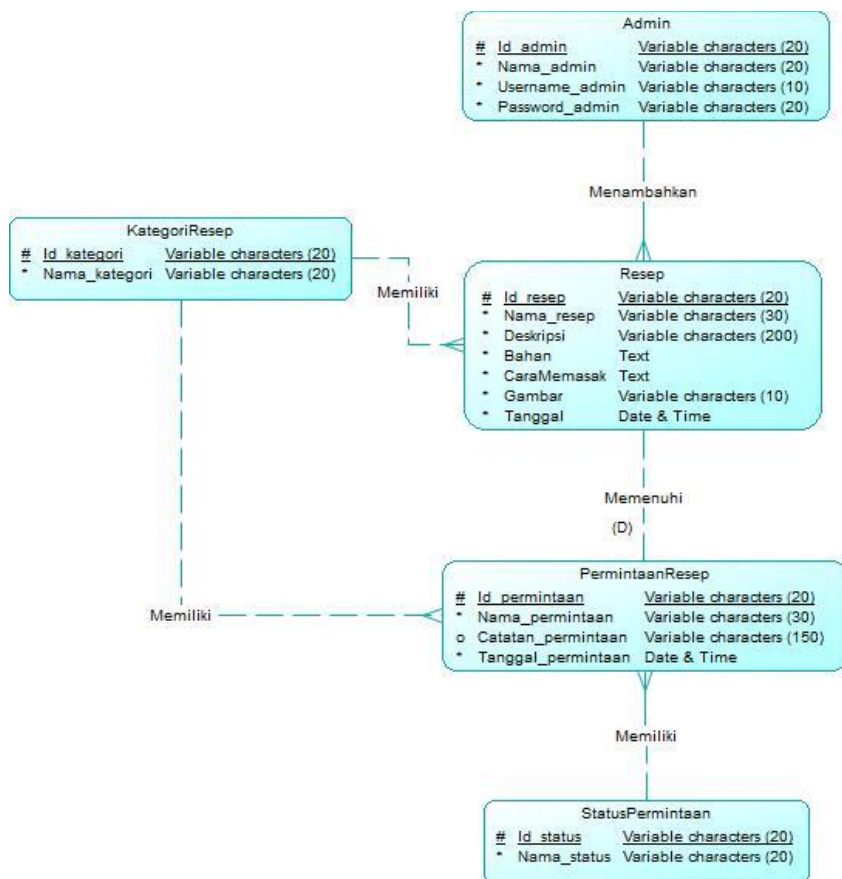 Admin
# Id_admin Variable characters (20)
* Nama_admin Variable characters (20)
* Username_admin Variable characters (10)
* Password_admin Variable characters (20)
Menambahkan
KategoriResep
# Id_kategori Variable characters (20)
* Nama_kategori Variable characters (20)
Memiliki
Resep
# Id_resep Variable characters (20)
* Nama_resep Variable characters (30)
* Deskripsi Variable characters (200)
* Bahan Text
* CaraMemasak Text
* Gambar Variable characters (10)
* Tanggal Date & Time
Memenuhi
(D)
PermintaanResep
# Id_permintaan Variable characters (20)
* Nama_permintaan Variable characters (30)
o Catatan_permintaan Variable characters (150)
* Tanggal_permintaan Date & Time
Memiliki
Memiliki
StatusPermintaan
# Id_status Variable characters (20)
* Nama_status Variable characters (20)